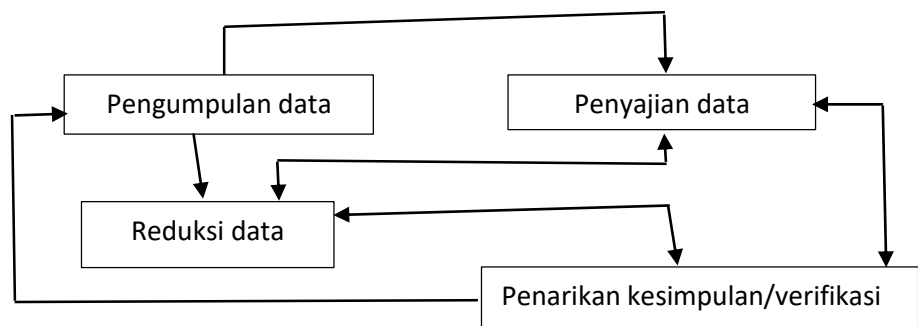 Pengumpulan data
Penyajian data
Reduksi data
Penarikan kesimpulan/verifikasi